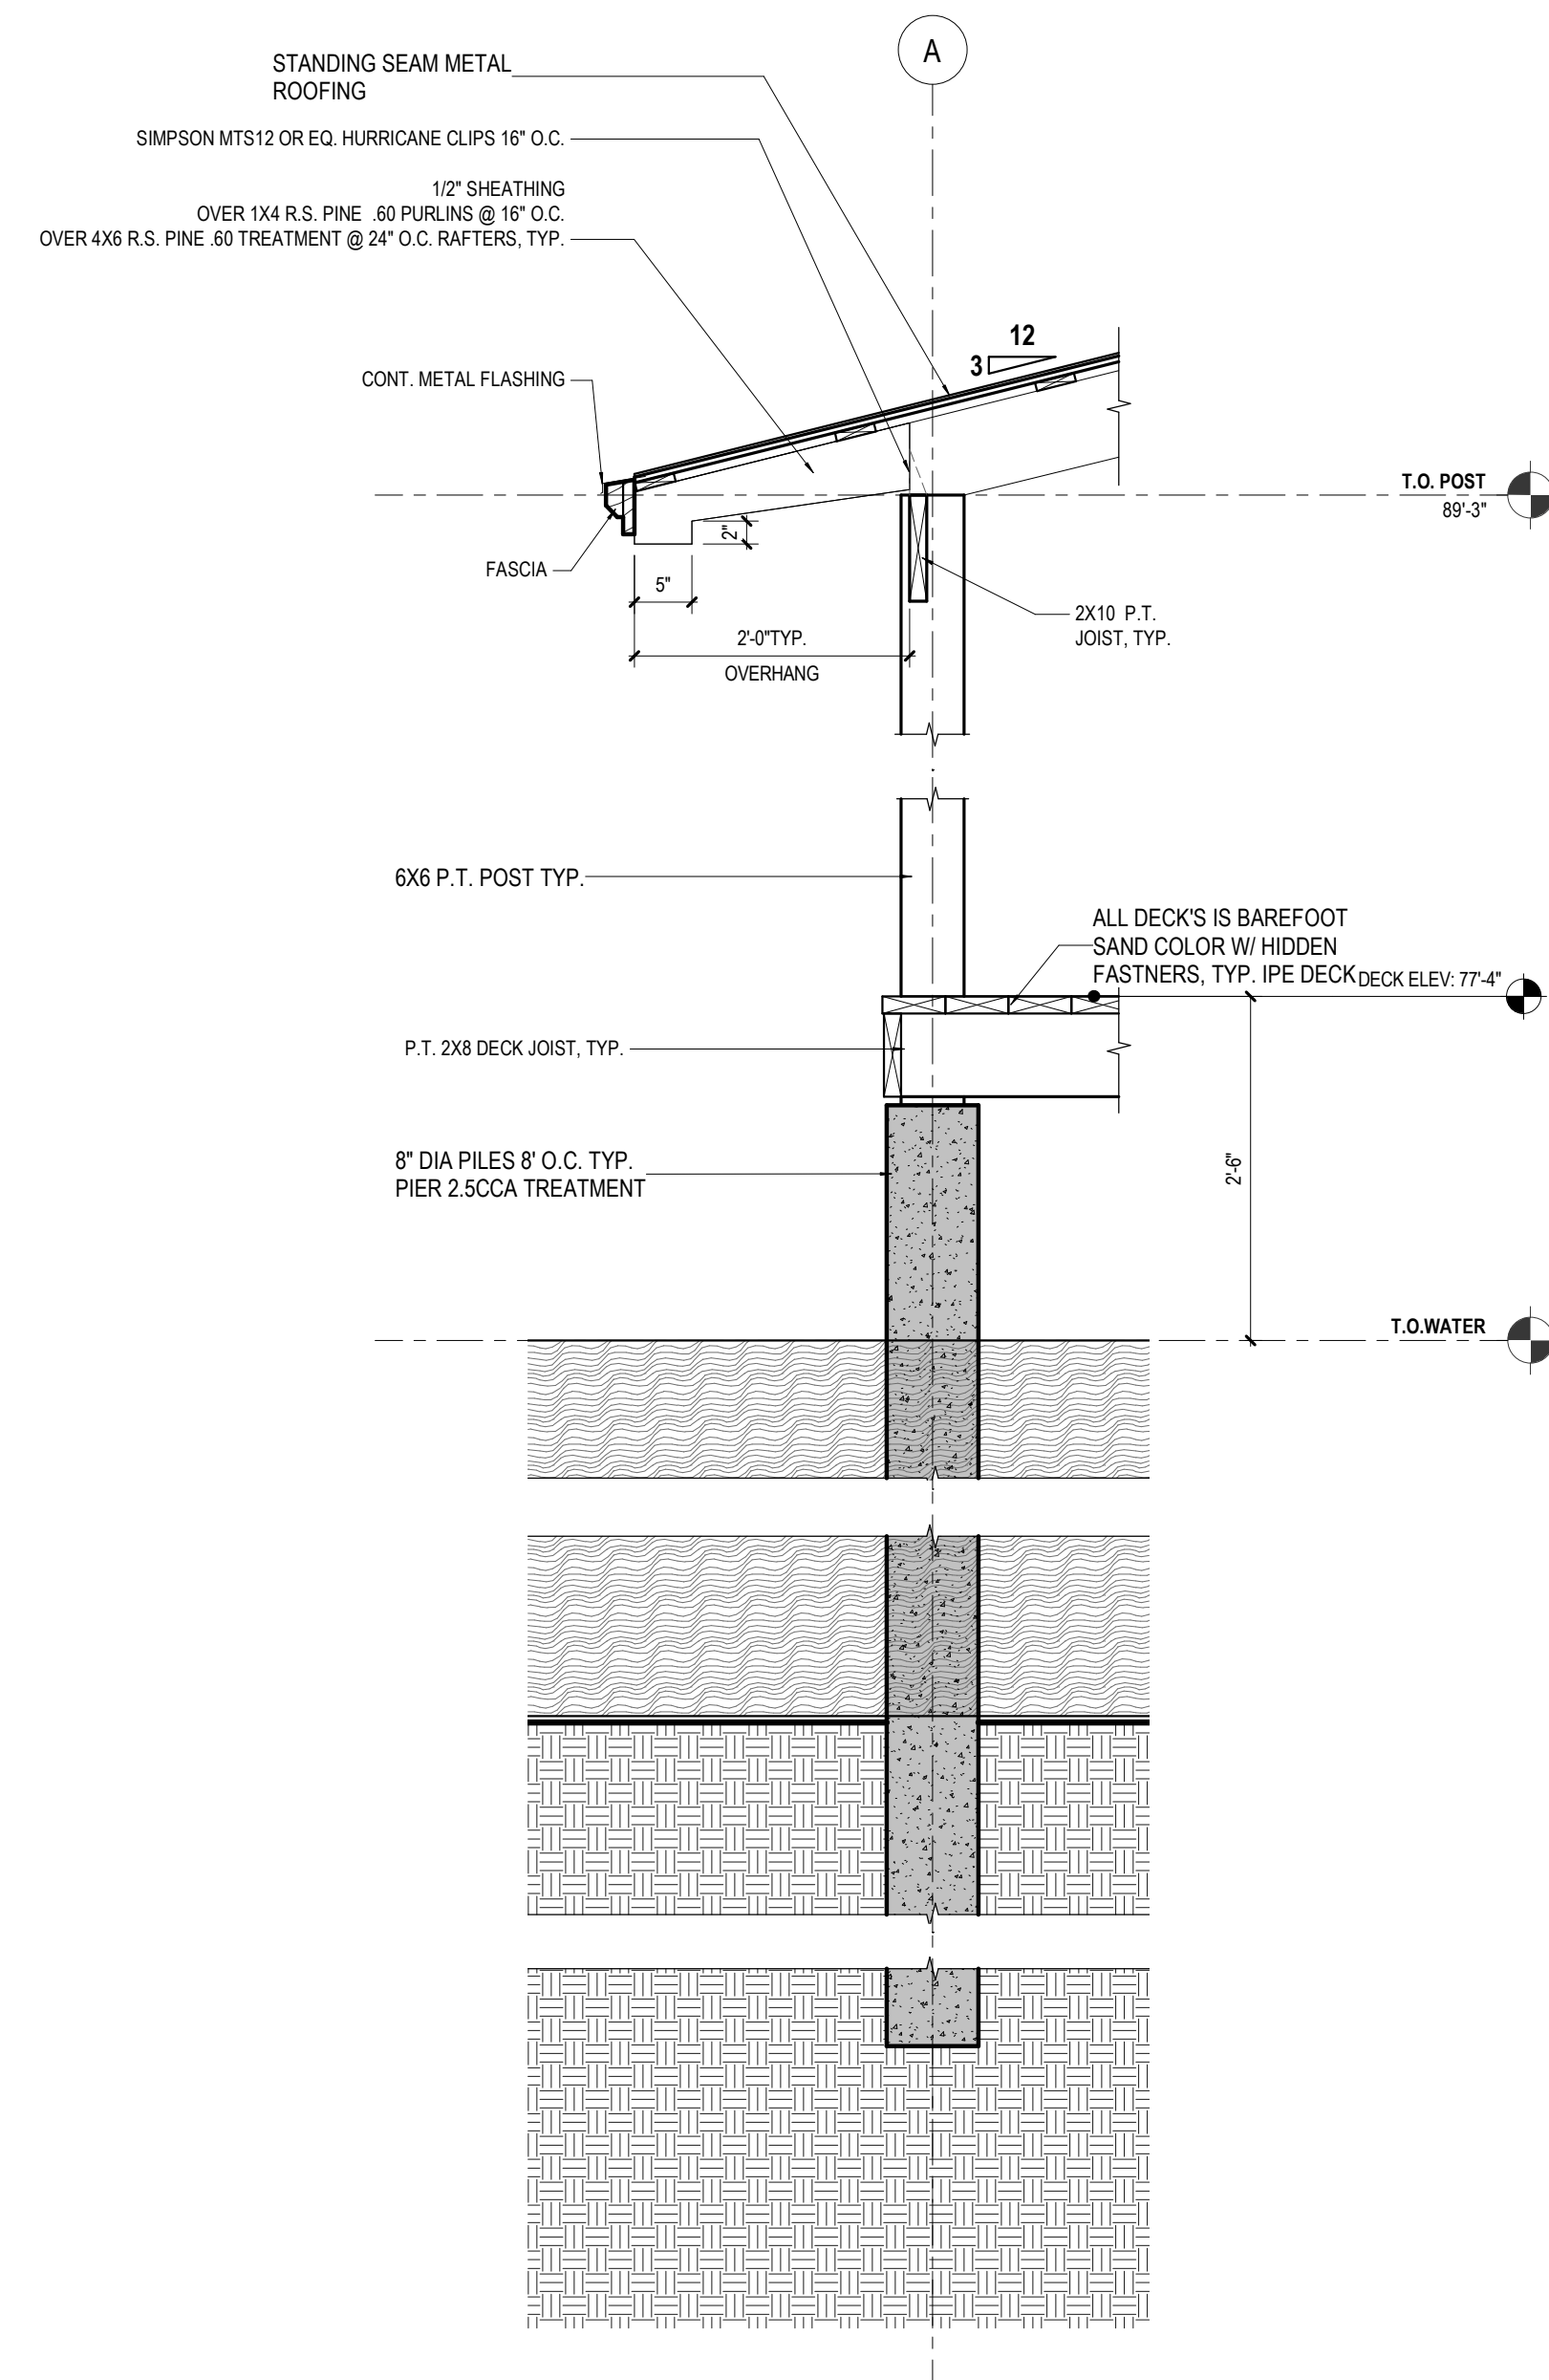 A
STANDING SEAM METAL
ROOFING
SIMPSON MTS12 OR EQ. HURRICANE CLIPS 16" O.C.
1/2" SHEATHING
OVER 1X4 R.S. PINE .60 PURLINS @ 16" O.C.
OVER 4X6 R.S. PINE .60 TREATMENT @ 24" O.C. RAFTERS, TYP.
12
3
CONT. METAL FLASHING
T.O. POST
89'-3"
2"
FASCIA
5"
2X10 P.T.
JOIST, TYP.
2'-0"TYP.
OVERHANG
6X6 P.T. POST TYP.
ALL DECK'S IS BAREFOOT
SAND COLOR W/ HIDDEN
FASTNERS, TYP. IPE DECK
DECK ELEV: 77'-4"
P.T. 2X8 DECK JOIST, TYP.
8" DIA PILES 8' O.C. TYP.
PIER 2.5CCA TREATMENT
2'-6"
T.O.WATER